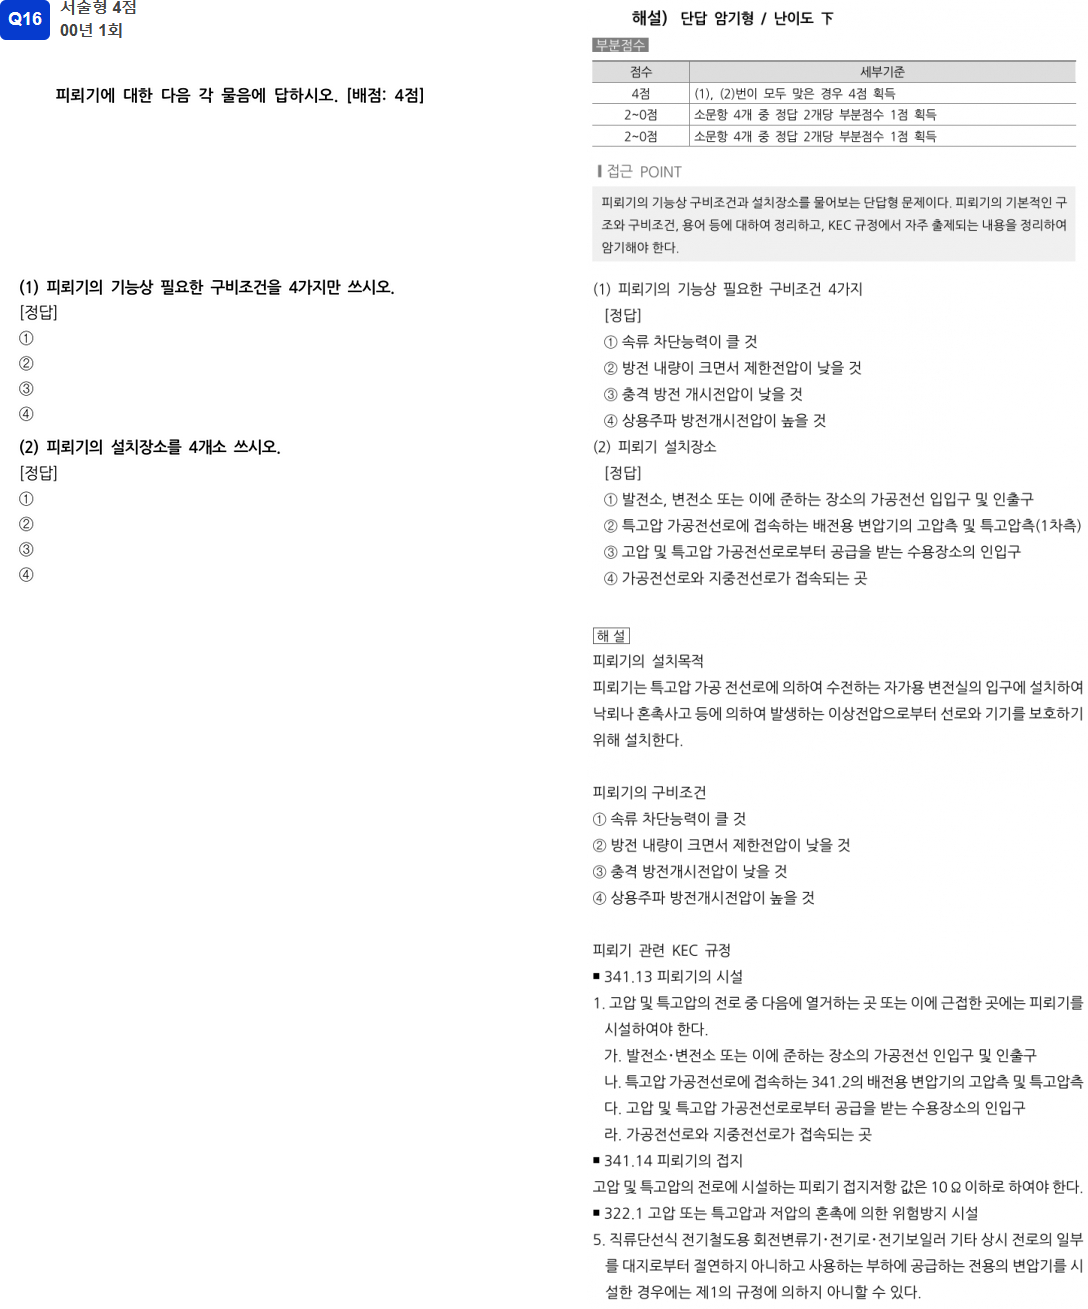 Q16
서술형 4점
00년 1회
피뢰기에 대한 다음 각 물음에 답하시오. [배점: 4점]
(1) 피뢰기의 기능상 필요한 구비조건을 4가지만 쓰시오.
[정답]
①
②
③
④
(2) 피뢰기의 설치장소를 4개소 쓰시오.
[정답]
①
②
③
④
해설) 단답 암기형 / 난이도 下
부분점수
점수 세부기준
4점 (1), (2)번이 모두 맞은 경우 4점 획득
2~0점 소문항 4개 중 정답 2개당 부분점수 1점 획득
2~0점 소문항 4개 중 정답 2개당 부분점수 1점 획득
접근 POINT
피뢰기의 기능상 구비조건과 설치장소를 물어보는 단답형 문제이다. 피뢰기의 기본적인 구
조와 구비조건, 용어 등에 대하여 정리하고, KEC 규정에서 자주 출제되는 내용을 정리하여
암기해야 한다.
(1) 피뢰기의 기능상 필요한 구비조건 4가지
[정답]
① 속류 차단능력이 클 것
② 방전 내량이 크면서 제한전압이 낮을 것
③ 충격 방전 개시전압이 낮을 것
④ 상용주파 방전개시전압이 높을 것
(2) 피뢰기 설치장소
[정답]
① 발전소, 변전소 또는 이에 준하는 장소의 가공전선 입입구 및 인출구
② 특고압 가공전선로에 접속하는 배전용 변압기의 고압측 및 특고압측(1차측)
③ 고압 및 특고압 가공전선로로부터 공급을 받는 수용장소의 인입구
④ 가공전선로와 지중전선로가 접속되는 곳
해 설
피뢰기의 설치목적
피뢰기는 특고압 가공 전선로에 의하여 수전하는 자가용 변전실의 입구에 설치하여
낙뢰나 혼촉사고 등에 의하여 발생하는 이상전압으로부터 선로와 기기를 보호하기
위해 설치한다.
피뢰기의 구비조건
① 속류 차단능력이 클 것
② 방전 내량이 크면서 제한전압이 낮을 것
③ 충격 방전개시전압이 낮을 것
④ 상용주파 방전개시전압이 높을 것
피뢰기 관련 KEC 규정
■ 341.13 피뢰기의 시설
1. 고압 및 특고압의 전로 중 다음에 열거하는 곳 또는 이에 근접한 곳에는 피뢰기를
시설하여야 한다.
가. 발전소·변전소 또는 이에 준하는 장소의 가공전선 인입구 및 인출구
나. 특고압 가공전선로에 접속하는 341.2의 배전용 변압기의 고압측 및 특고압측
다. 고압 및 특고압 가공전선로로부터 공급을 받는 수용장소의 인입구
라. 가공전선로와 지중전선로가 접속되는 곳
■ 341.14 피뢰기의 접지
고압 및 특고압의 전로에 시설하는 피뢰기 접지저항 값은 10 Ω 이하로 하여야 한다.
■ 322.1 고압 또는 특고압과 저압의 혼촉에 의한 위험방지 시설
5. 직류단선식 전기철도용 회전변류기·전기로·전기보일러 기타 상시 전로의 일부
를 대지로부터 절연하지 아니하고 사용하는 부하에 공급하는 전용의 변압기를 시
설한 경우에는 제1의 규정에 의하지 아니할 수 있다.